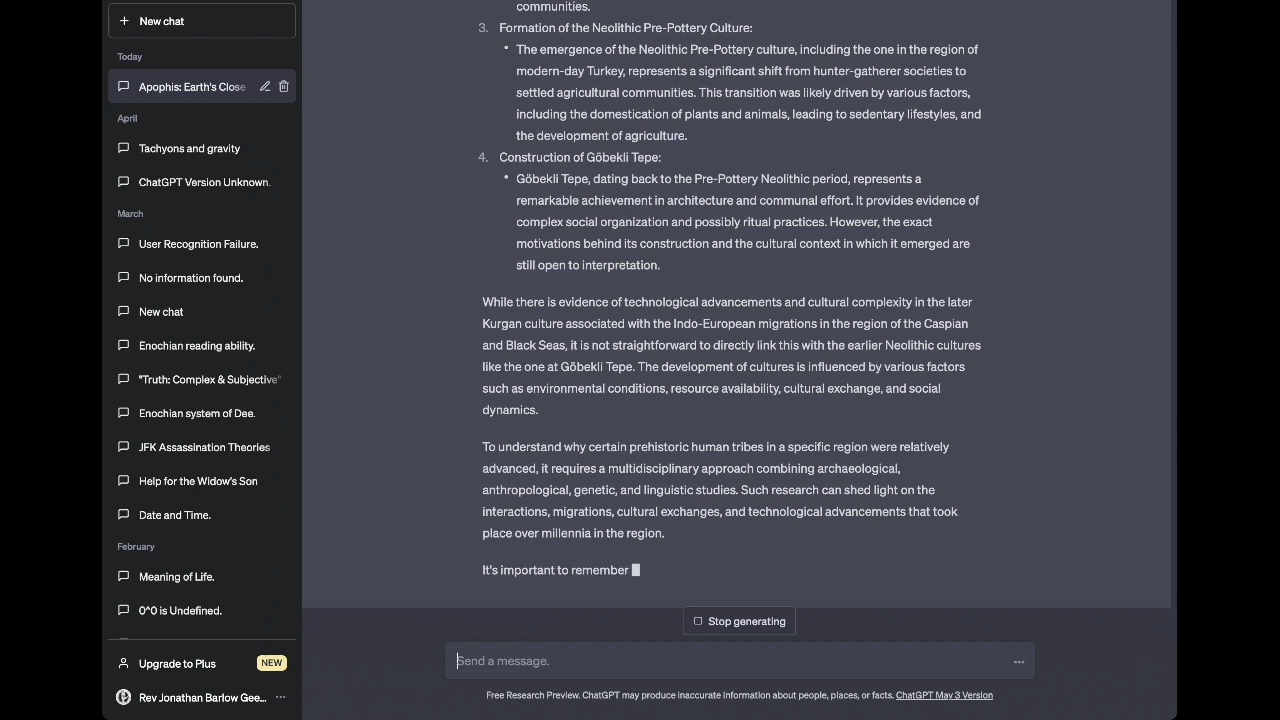 New chat
Today
Apophis: Earth's Close
April
Tachyons and gravity
ChatGPT Version Unknown.
March
User Recognition Failure.
No information found.
New chat
Enochian reading ability.
"Truth: Complex & Subjective"
Enochian system of Dee.
JFK Assassination Theories
Help for the Widow's Son
Date and Time.
February
Meaning of Life.
0^0 is Undefined.
Upgrade to Plus
NEW
Rev Jonathan Barlow Gee...
communities.
3. Formation of the Neolithic Pre-Pottery Culture:
• The emergence of the Neolithic Pre-Pottery culture, including the one in the region of
modern-day Turkey, represents a significant shift from hunter-gatherer societies to
settled agricultural communities. This transition was likely driven by various factors,
including the domestication of plants and animals, leading to sedentary lifestyles, and
the development of agriculture.
4. Construction of Göbekli Tepe:
• Göbekli Tepe, dating back to the Pre-Pottery Neolithic period, represents a
remarkable achievement in architecture and communal effort. It provides evidence of
complex social organization and possibly ritual practices. However, the exact
motivations behind its construction and the cultural context in which it emerged are
still open to interpretation.
While there is evidence of technological advancements and cultural complexity in the later
Kurgan culture associated with the Indo-European migrations in the region of the Caspian
and Black Seas, it is not straightforward to directly link this with the earlier Neolithic cultures
like the one at Göbekli Tepe. The development of cultures is influenced by various factors
such as environmental conditions, resource availability, cultural exchange, and social
dynamics.
To understand why certain prehistoric human tribes in a specific region were relatively
advanced, it requires a multidisciplinary approach combining archaeological,
anthropological, genetic, and linguistic studies. Such research can shed light on the
interactions, migrations, cultural exchanges, and technological advancements that took
place over millennia in the region.
It's important to remember
Stop generating
Send a message.
Free Research Preview. ChatGPT may produce inaccurate information about people, places, or facts. ChatGPT May 3 Version